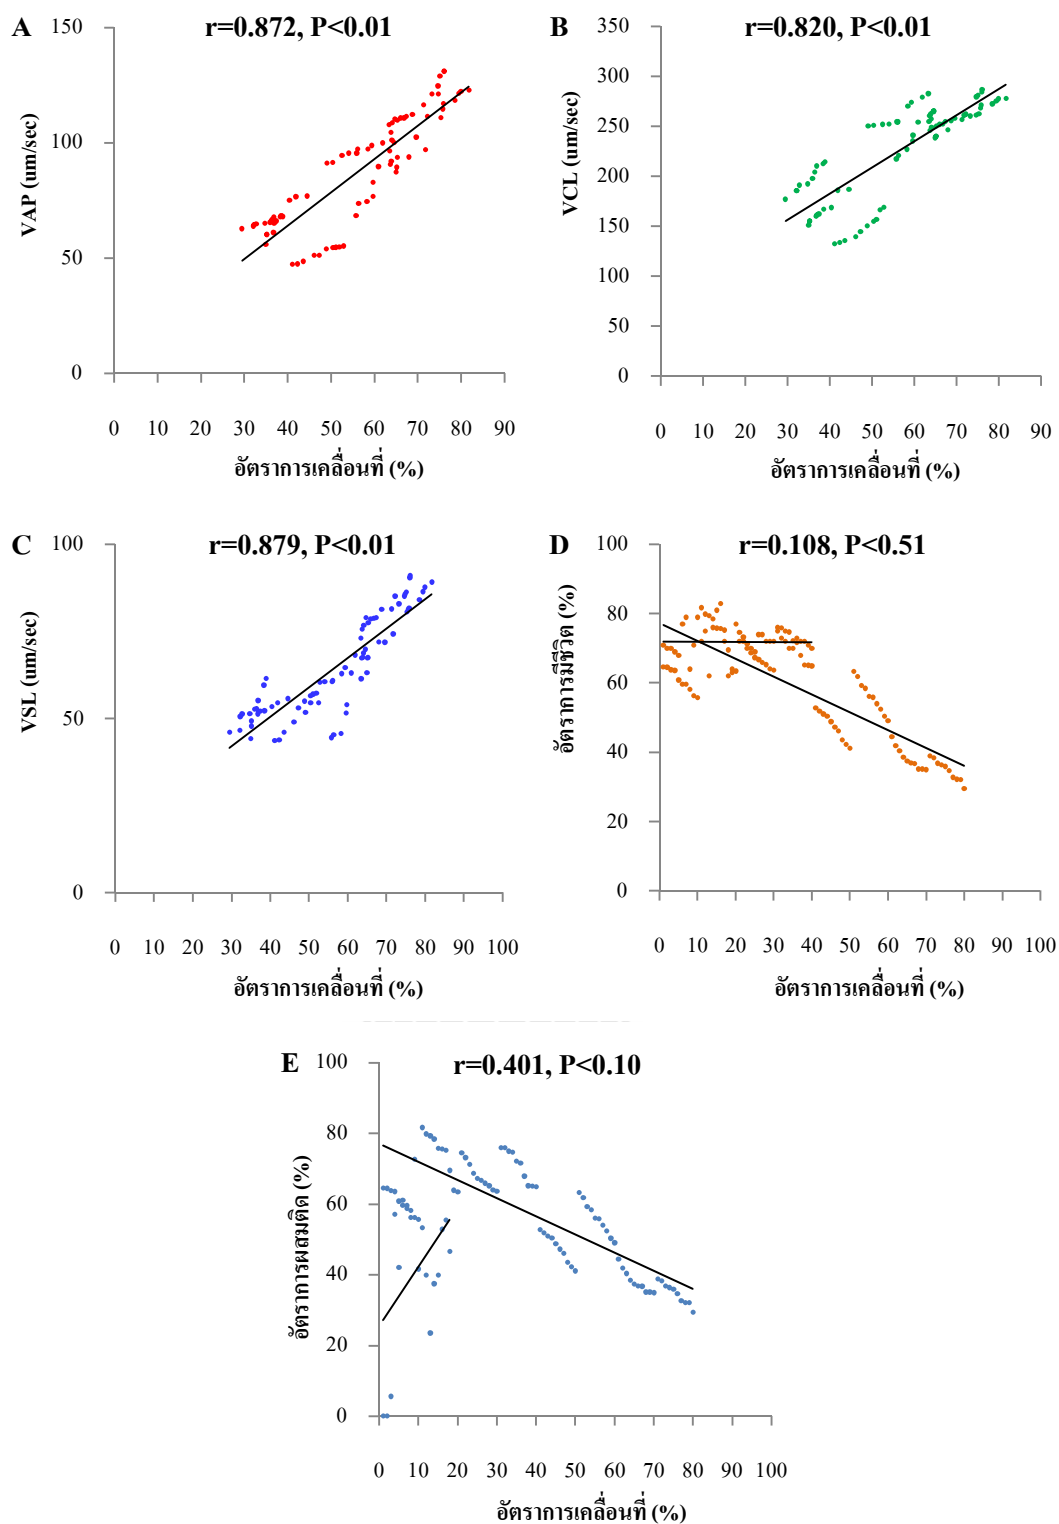 A
r=0.872, P<0.01
150
100
50
0
VAP (um/sec)
0 10 20 30 40 50 60 70 80 90
อัตราการเคลื่อนที่ (%)
B
r=0.820, P<0.01
350
300
250
200
150
100
50
0
VCL (um/sec)
0 10 20 30 40 50 60 70 80 90
อัตราการเคลื่อนที่ (%)
C
r=0.879, P<0.01
100
50
0
VSL (um/sec)
0 10 20 30 40 50 60 70 80 90 100
อัตราการเคลื่อนที่ (%)
D
r=0.108, P<0.51
100
80
60
40
20
0
อัตราการมีชีวิต (%)
0 10 20 30 40 50 60 70 80 90 100
อัตราการเคลื่อนที่ (%)
E
r=0.401, P<0.10
100
80
60
40
20
0
อัตราการผสมติด (%)
0 10 20 30 40 50 60 70 80 90 100
อัตราการเคลื่อนที่ (%)